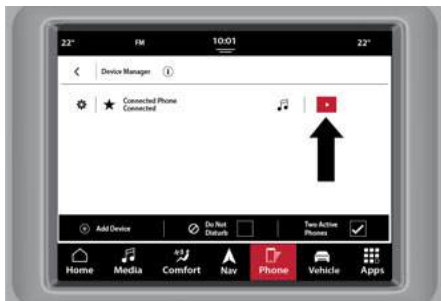 22°
FM
10:01
22°
Device Manager
Connected Phone
Connected
Add Device
Do Not
Disturb
Two Active
Phones
Home
Media
Comfort
Nav
Phone
Vehicle
Apps